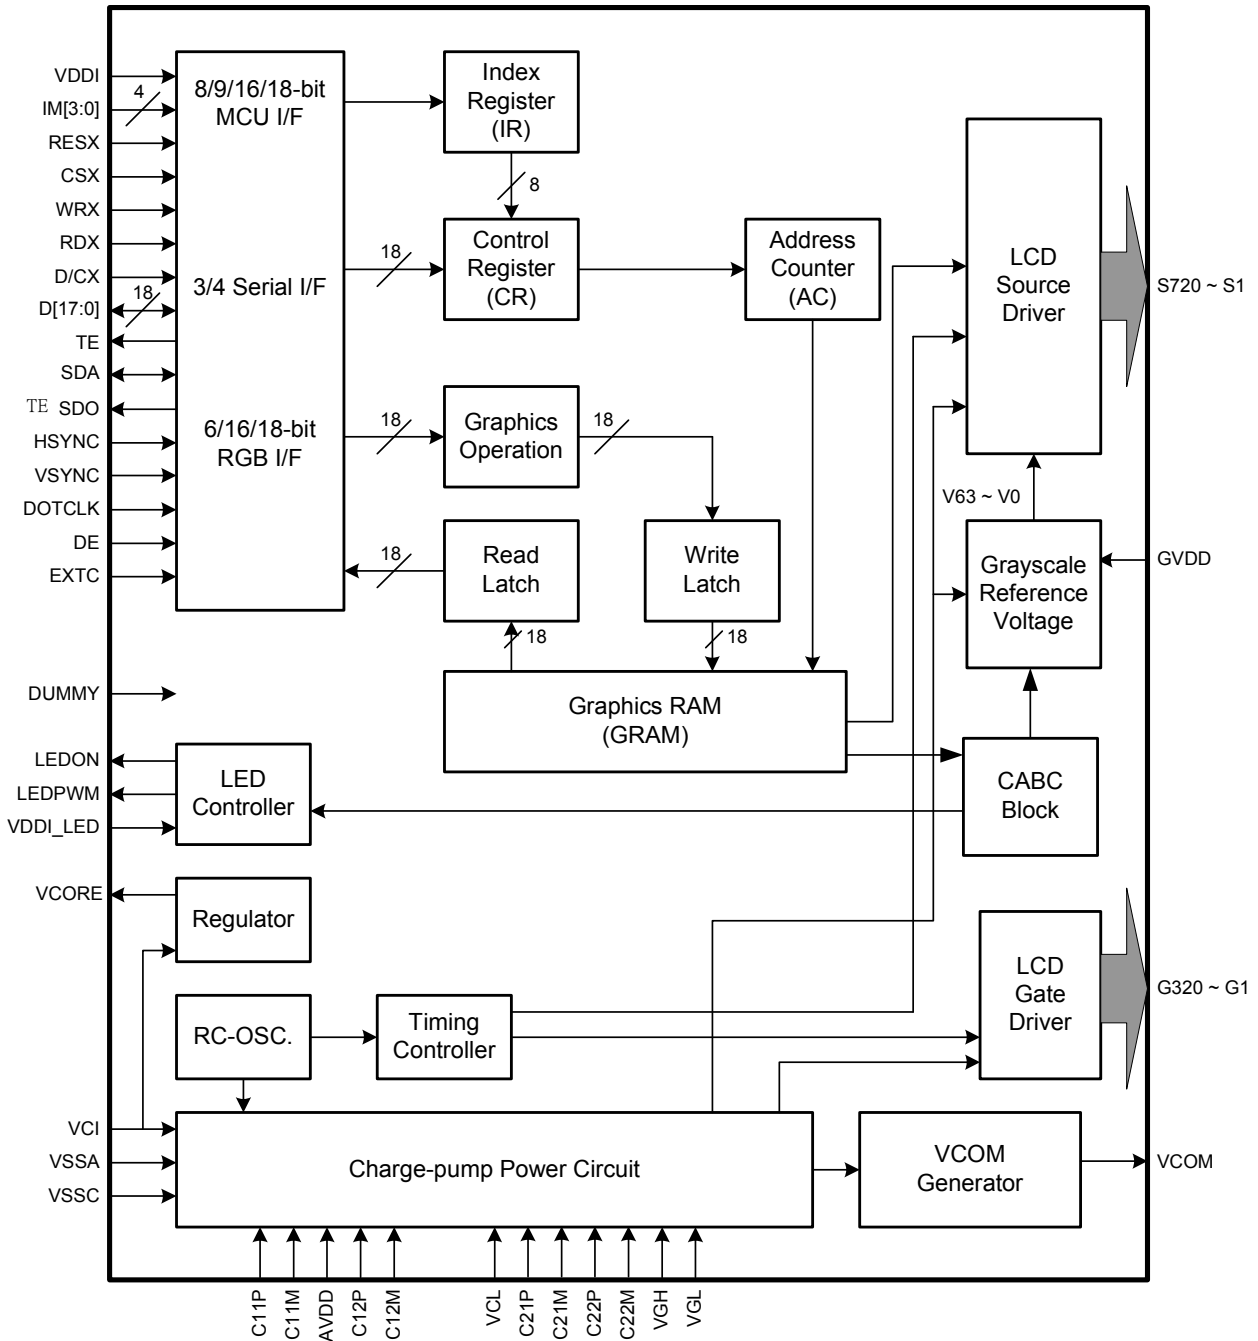 VDDI
IM[3:0]
4
RESX
CSX
WRX
RDX
D/CX
D[17:0]
18
TE
SDA
TE SDO
HSYNC
VSYNC
DOTCLK
DE
EXTC
DUMMY
LEDON
LEDPWM
VDDI_LED
VCORE
VCI
VSSA
VSSC
8/9/16/18-bit
MCU I/F
3/4 Serial I/F
6/16/18-bit
RGB I/F
Index
Register
(IR)
8
18
Control
Register
(CR)
Address
Counter
(AC)
18
Graphics
Operation
18
18
Read
Latch
Write
Latch
18
18
Graphics RAM
(GRAM)
LCD
Source
Driver
S720 ~ S1
V63 ~ V0
Grayscale
Reference
Voltage
GVDD
CABC
Block
LED
Controller
Regulator
RC-OSC.
Timing
Controller
LCD
Gate
Driver
G320 ~ G1
Charge-pump Power Circuit
VCOM
Generator
VCOM
C11P
C11M
AVDD
C12P
C12M
VCL
C21P
C21M
C22P
C22M
VGH
VGL